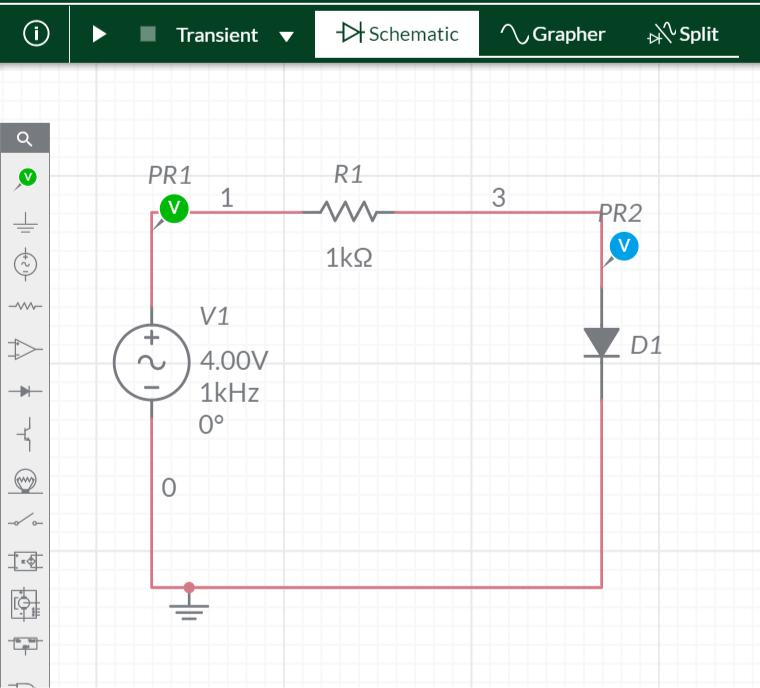 Transient
Schematic
Grapher
Split
PR1
R1
1
3
PR2
V
V
V
1kΩ
V1
D1
4.00V
1kHz
0°
0